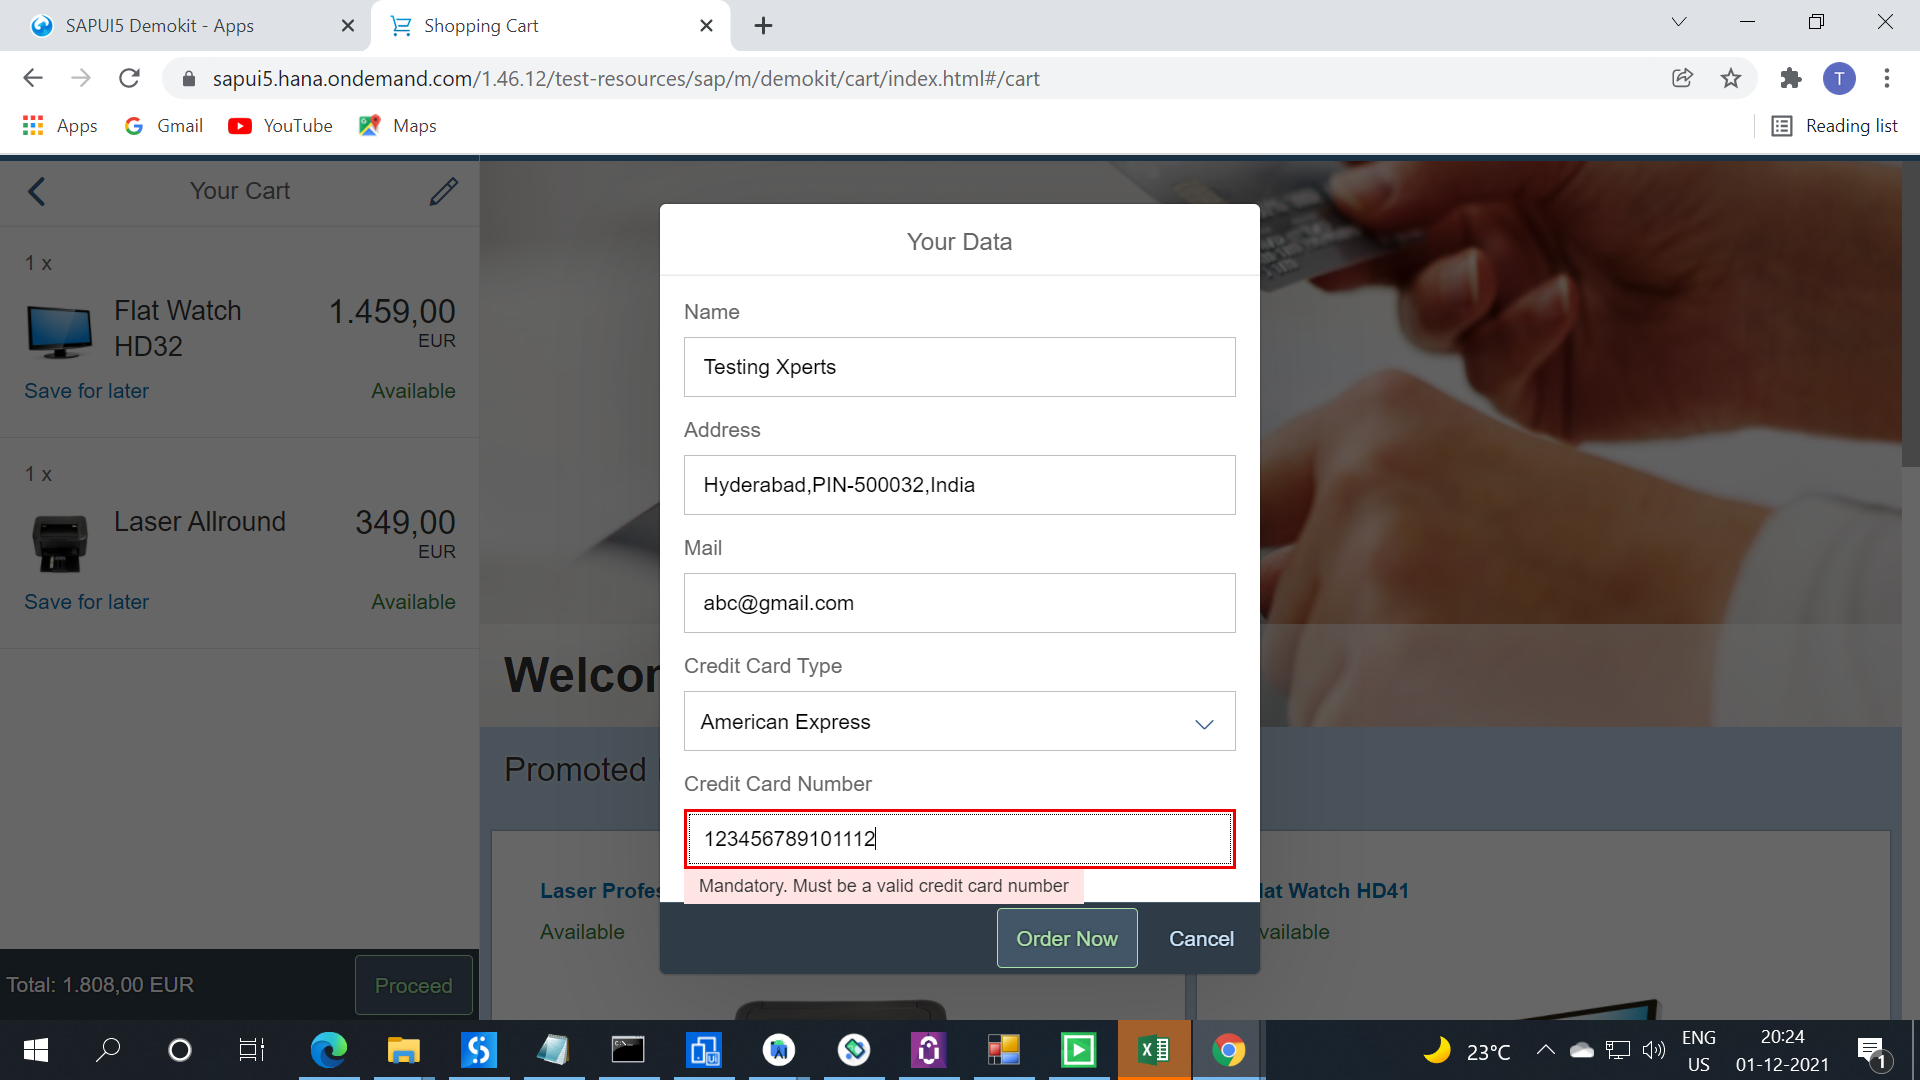 SAPUI5 Demokit - Apps
Shopping Cart
sapui5.hana.ondemand.com/1.46.12/test-resources/sap/m/demokit/cart/index.html#/cart
T
Apps
Gmail
YouTube
Maps
Reading list
Your Cart
1 x
Flat Watch HD32
1.459,00
EUR
Save for later
Available
1 x
Laser Allround
349,00
EUR
Save for later
Available
Total: 1.808,00 EUR
Proceed
Welcom
Promoted
Laser Profes
Available
lat Watch HD41
vailable
Your Data
Name
Testing Xperts
Address
Hyderabad,PIN-500032,India
Mail
abc@gmail.com
Credit Card Type
American Express
Credit Card Number
123456789101112
Mandatory. Must be a valid credit card number
Order Now
Cancel
23°C
ENG
US
20:24
01-12-2021
1